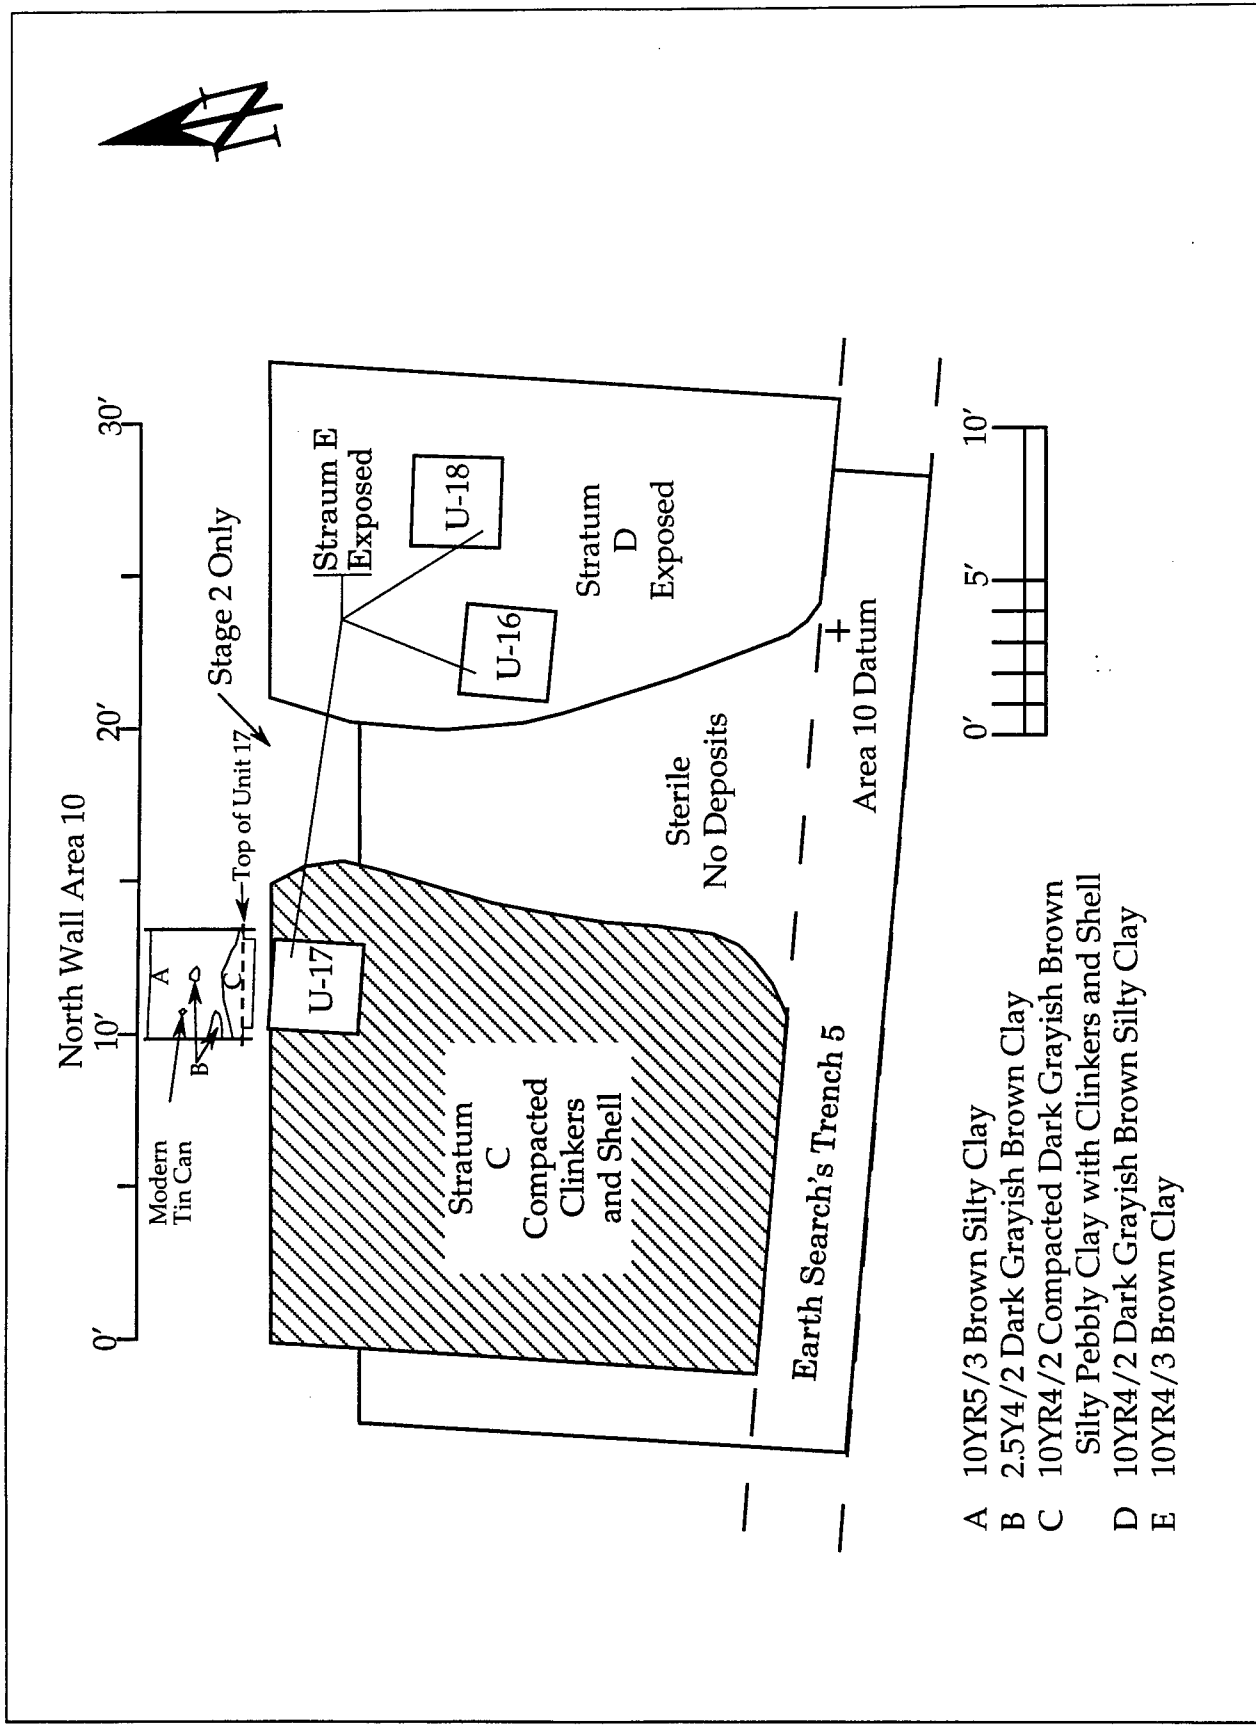 North Wall Area 10
0'
10'
20'
30'
Modern
Tin Can
A
B
C
Top of Unit 17
Stage 2 Only
N
U-17
Straum E
Exposed
U-18
U-16
Stratum
C
Compacted
Clinkers
and Shell
Sterile
No Deposits
Stratum
D
Exposed
Earth Search's Trench 5
Area 10 Datum
0'
5'
10'
A 10YR5/3 Brown Silty Clay
B 2.5Y4/2 Dark Grayish Brown Clay
C 10YR4/2 Compacted Dark Grayish Brown
Silty Pebbly Clay with Clinkers and Shell
D 10YR4/2 Dark Grayish Brown Silty Clay
E 10YR4/3 Brown Clay